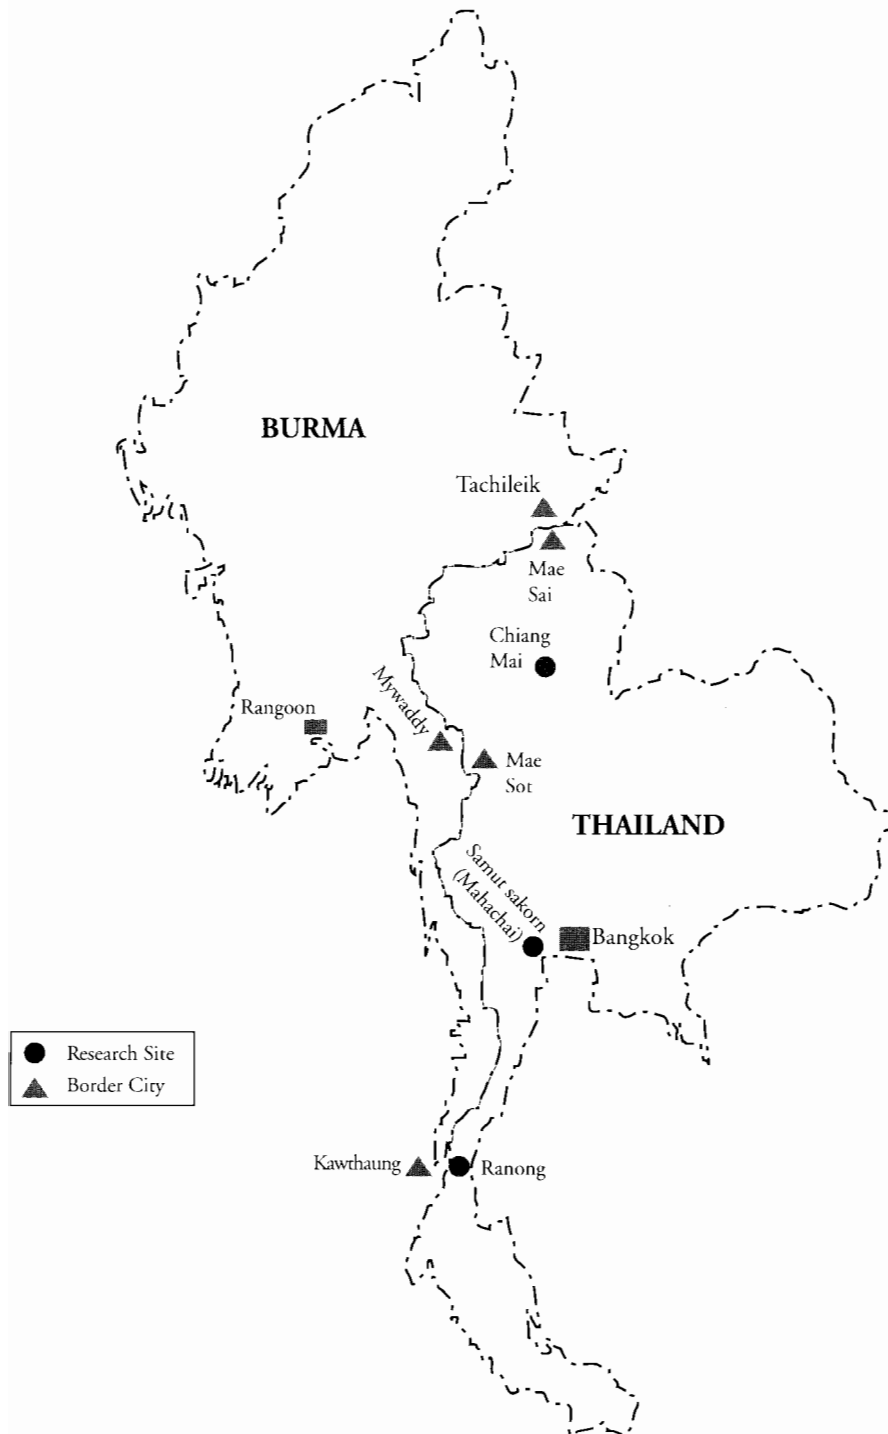 BURMA
Tachileik
Mae
Sai
Chiang
Mai
Mywaddy
Rangoon
Mae
Sot
THAILAND
Samut sakorn
(Mahachai)
Bangkok
Research Site
Border City
Kawthaung
Ranong